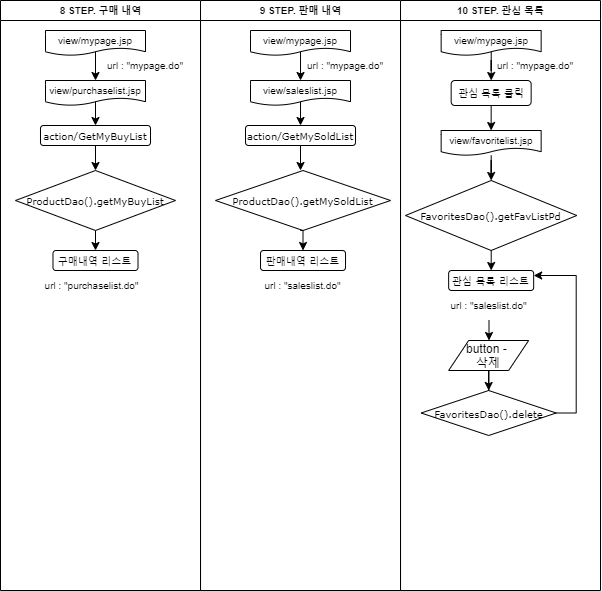 8 STEP. 구매 내역
view/mypage.jsp
url : "mypage.do"
view/purchaselist.jsp
action/GetMyBuyList
ProductDao().getMyBuyList
구매내역 리스트
url : "purchaselist.do"
9 STEP. 판매 내역
view/mypage.jsp
url : "mypage.do"
view/saleslist.jsp
action/GetMySoldList
ProductDao().getMySoldList
판매내역 리스트
url : "saleslist.do"
10 STEP. 관심 목록
view/mypage.jsp
url : "mypage.do"
관심 목록 클릭
view/favoritelist.jsp
FavoritesDao().getFavListPd
관심 목록 리스트
url : "saleslist.do"
button -
삭제
FavoritesDao().delete